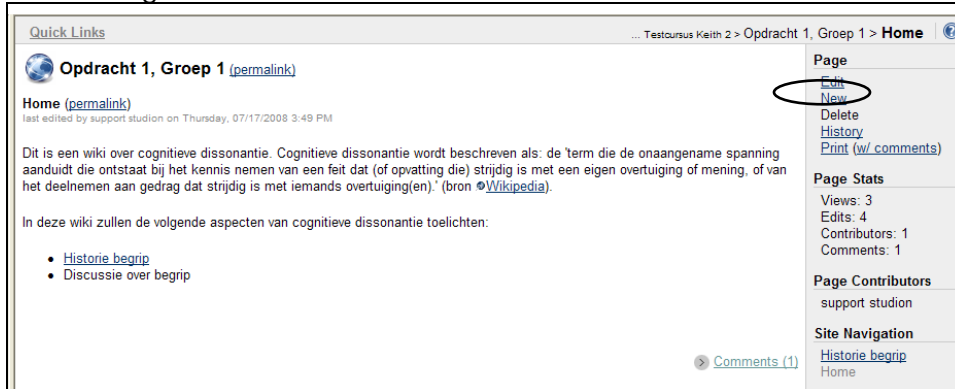 Quick Links
... Testcursus Keith 2 > Opdracht 1, Groep 1 > Home
Opdracht 1, Groep 1 (permalink)
Home (permalink)
last edited by support studion on Thursday, 07/17/2008 3:49 PM
Dit is een wiki over cognitieve dissonantie. Cognitieve dissonantie wordt beschreven als: de 'term die de onaangename spanning
aanduidt die ontstaat bij het kennis nemen van een feit dat (of opvatting die) strijdig is met een eigen overtuiging of mening, of van
het deelnemen aan gedrag dat strijdig is met iemands overtuiging(en).' (bron Wikipedia).
In deze wiki zullen de volgende aspecten van cognitieve dissonantie toelichten:
• Historie begrip
• Discussie over begrip
Comments (1)
Page
Edit
New
Delete
History
Print (w/ comments)
Page Stats
Views: 3
Edits: 4
Contributors: 1
Comments: 1
Page Contributors
support studion
Site Navigation
Historie begrip
Home